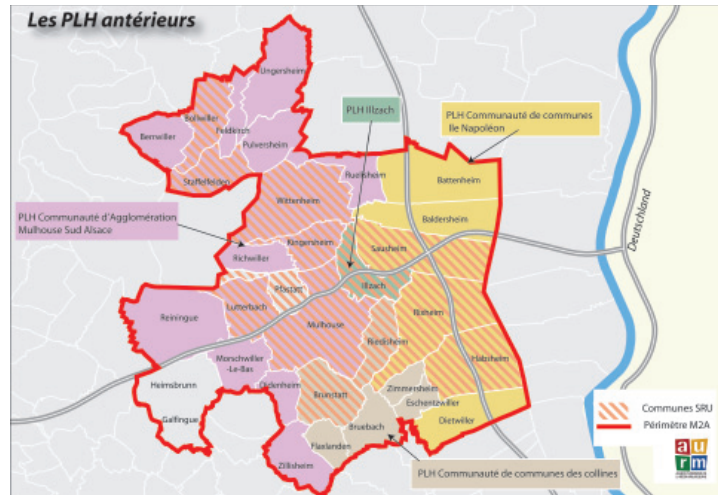 Les PLH antérieurs
Ungersheim
Bollwiller
Feldkirch
Berrwiller
Pulversheim
Staffelfelden
PLH Illzach
PLH Communauté de communes
Ile Napoléon
Ruelisheim
Battenheim
Wittenheim
Baldersheim
PLH Communauté d'Agglomération
Mulhouse Sud Alsace
Kingersheim
Sausheim
Richwiller
Deutschland
Pfastatt
Illzach
Reiningue
Lutterbach
Mulhouse
Rixheim
Riedisheim
Morschwiller
-Le-Bas
Habsheim
Heimsbrunn
Didenheim
Brunstatt
Zimmersheim
Eschentzwiller
Galfingue
Bruebach
Dietwiller
Flaxlanden
Zillisheim
PLH Communauté de communes des collines
Communes SRU
Périmètre M2A
aurm